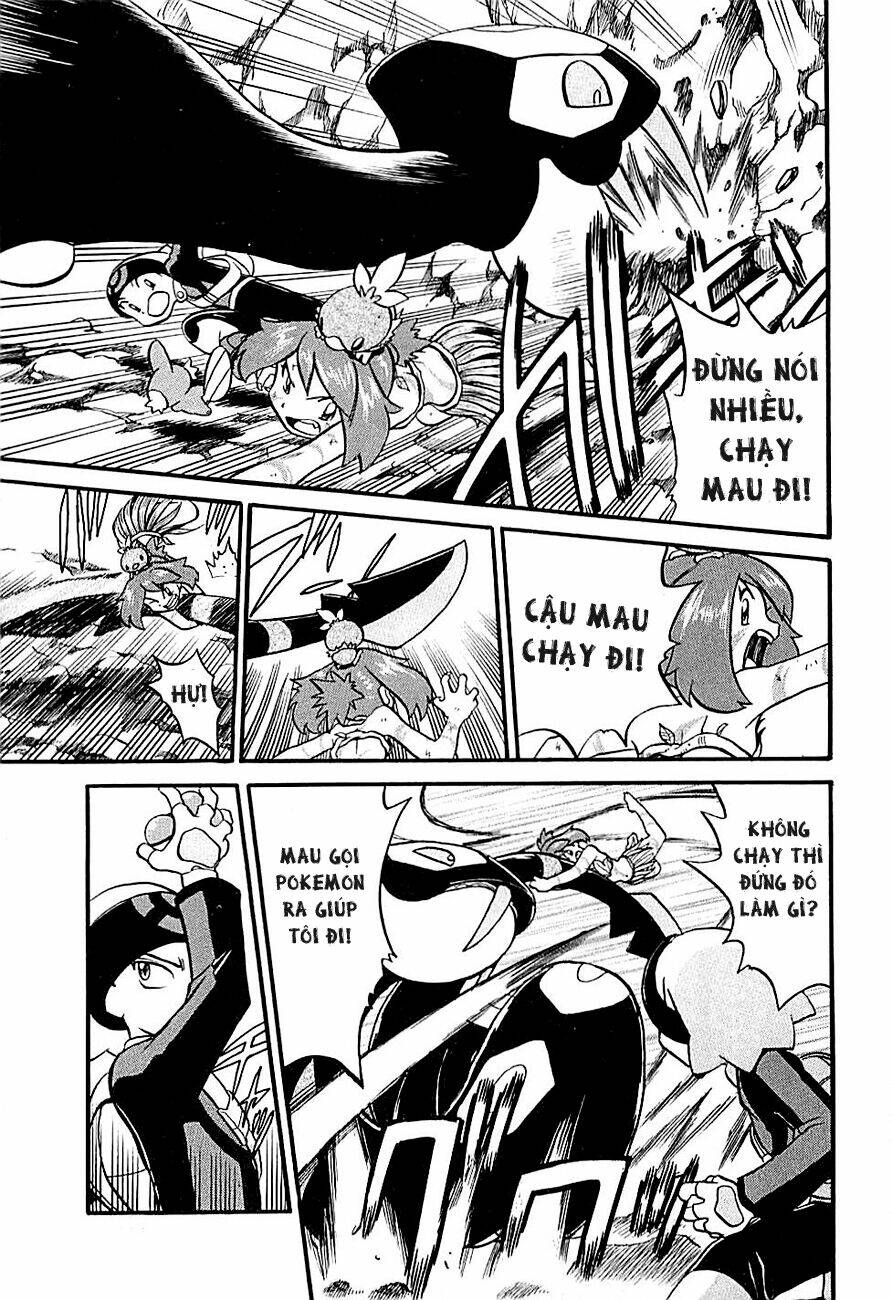 ĐỪNG NÓI
NHIỀU,
CHẠY
MAU ĐI!
CẬU MAU
CHẠY ĐI!
HỰ!
KHÔNG
CHẠY THÌ
ĐỨNG ĐÓ
LÀM GÌ?
MAU GỌI
POKEMON
RA GIÚP
TÔI ĐI!